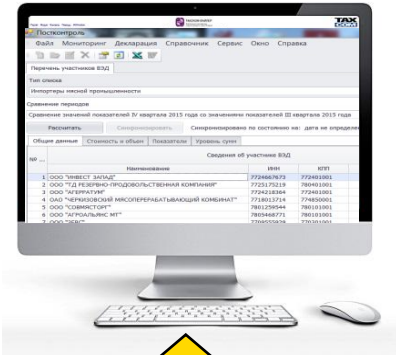 TAXCOM
Постконтроль
Файл Мониторинг Декларация Справочник Сервис Окно Справка
Перечень участников ВЭД
Тип списка
Импортеры мясной промышленности
Сравнение периодов
Сравнение значений показателей IV квартала 2015 года со значениями показателей III квартала 2015 года
Рассчитать Синхронизировать Синхронизировано по состоянию на: дата не определе
Общие данные Стоимость и объем Показатели Уровень сумм
№ ... Сведения об участнике ВЭД
Наименование ИНН КПП
1 ООО "ИНВЕСТ ЗАПАД" 7724667673 772401001
2 ООО "ТД РЕЗЕРВНО-ПРОДОВОЛЬСТВЕННАЯ КОМПАНИЯ" 7725175219 780401001
3 ООО "АГЕРРАТУМ" 7724218364 772401001
4 ОАО "ЧЕРКИЗОВСКИЙ МЯСОПЕРЕРАБАТЫВАЮЩИЙ КОМБИНАТ" 7718013714 774850001
5 ООО "СОВМЯСТОРГ" 7801259544 780101001
6 ООО "АГРОАЛЬЯНС МТ" 7805468771 780101001